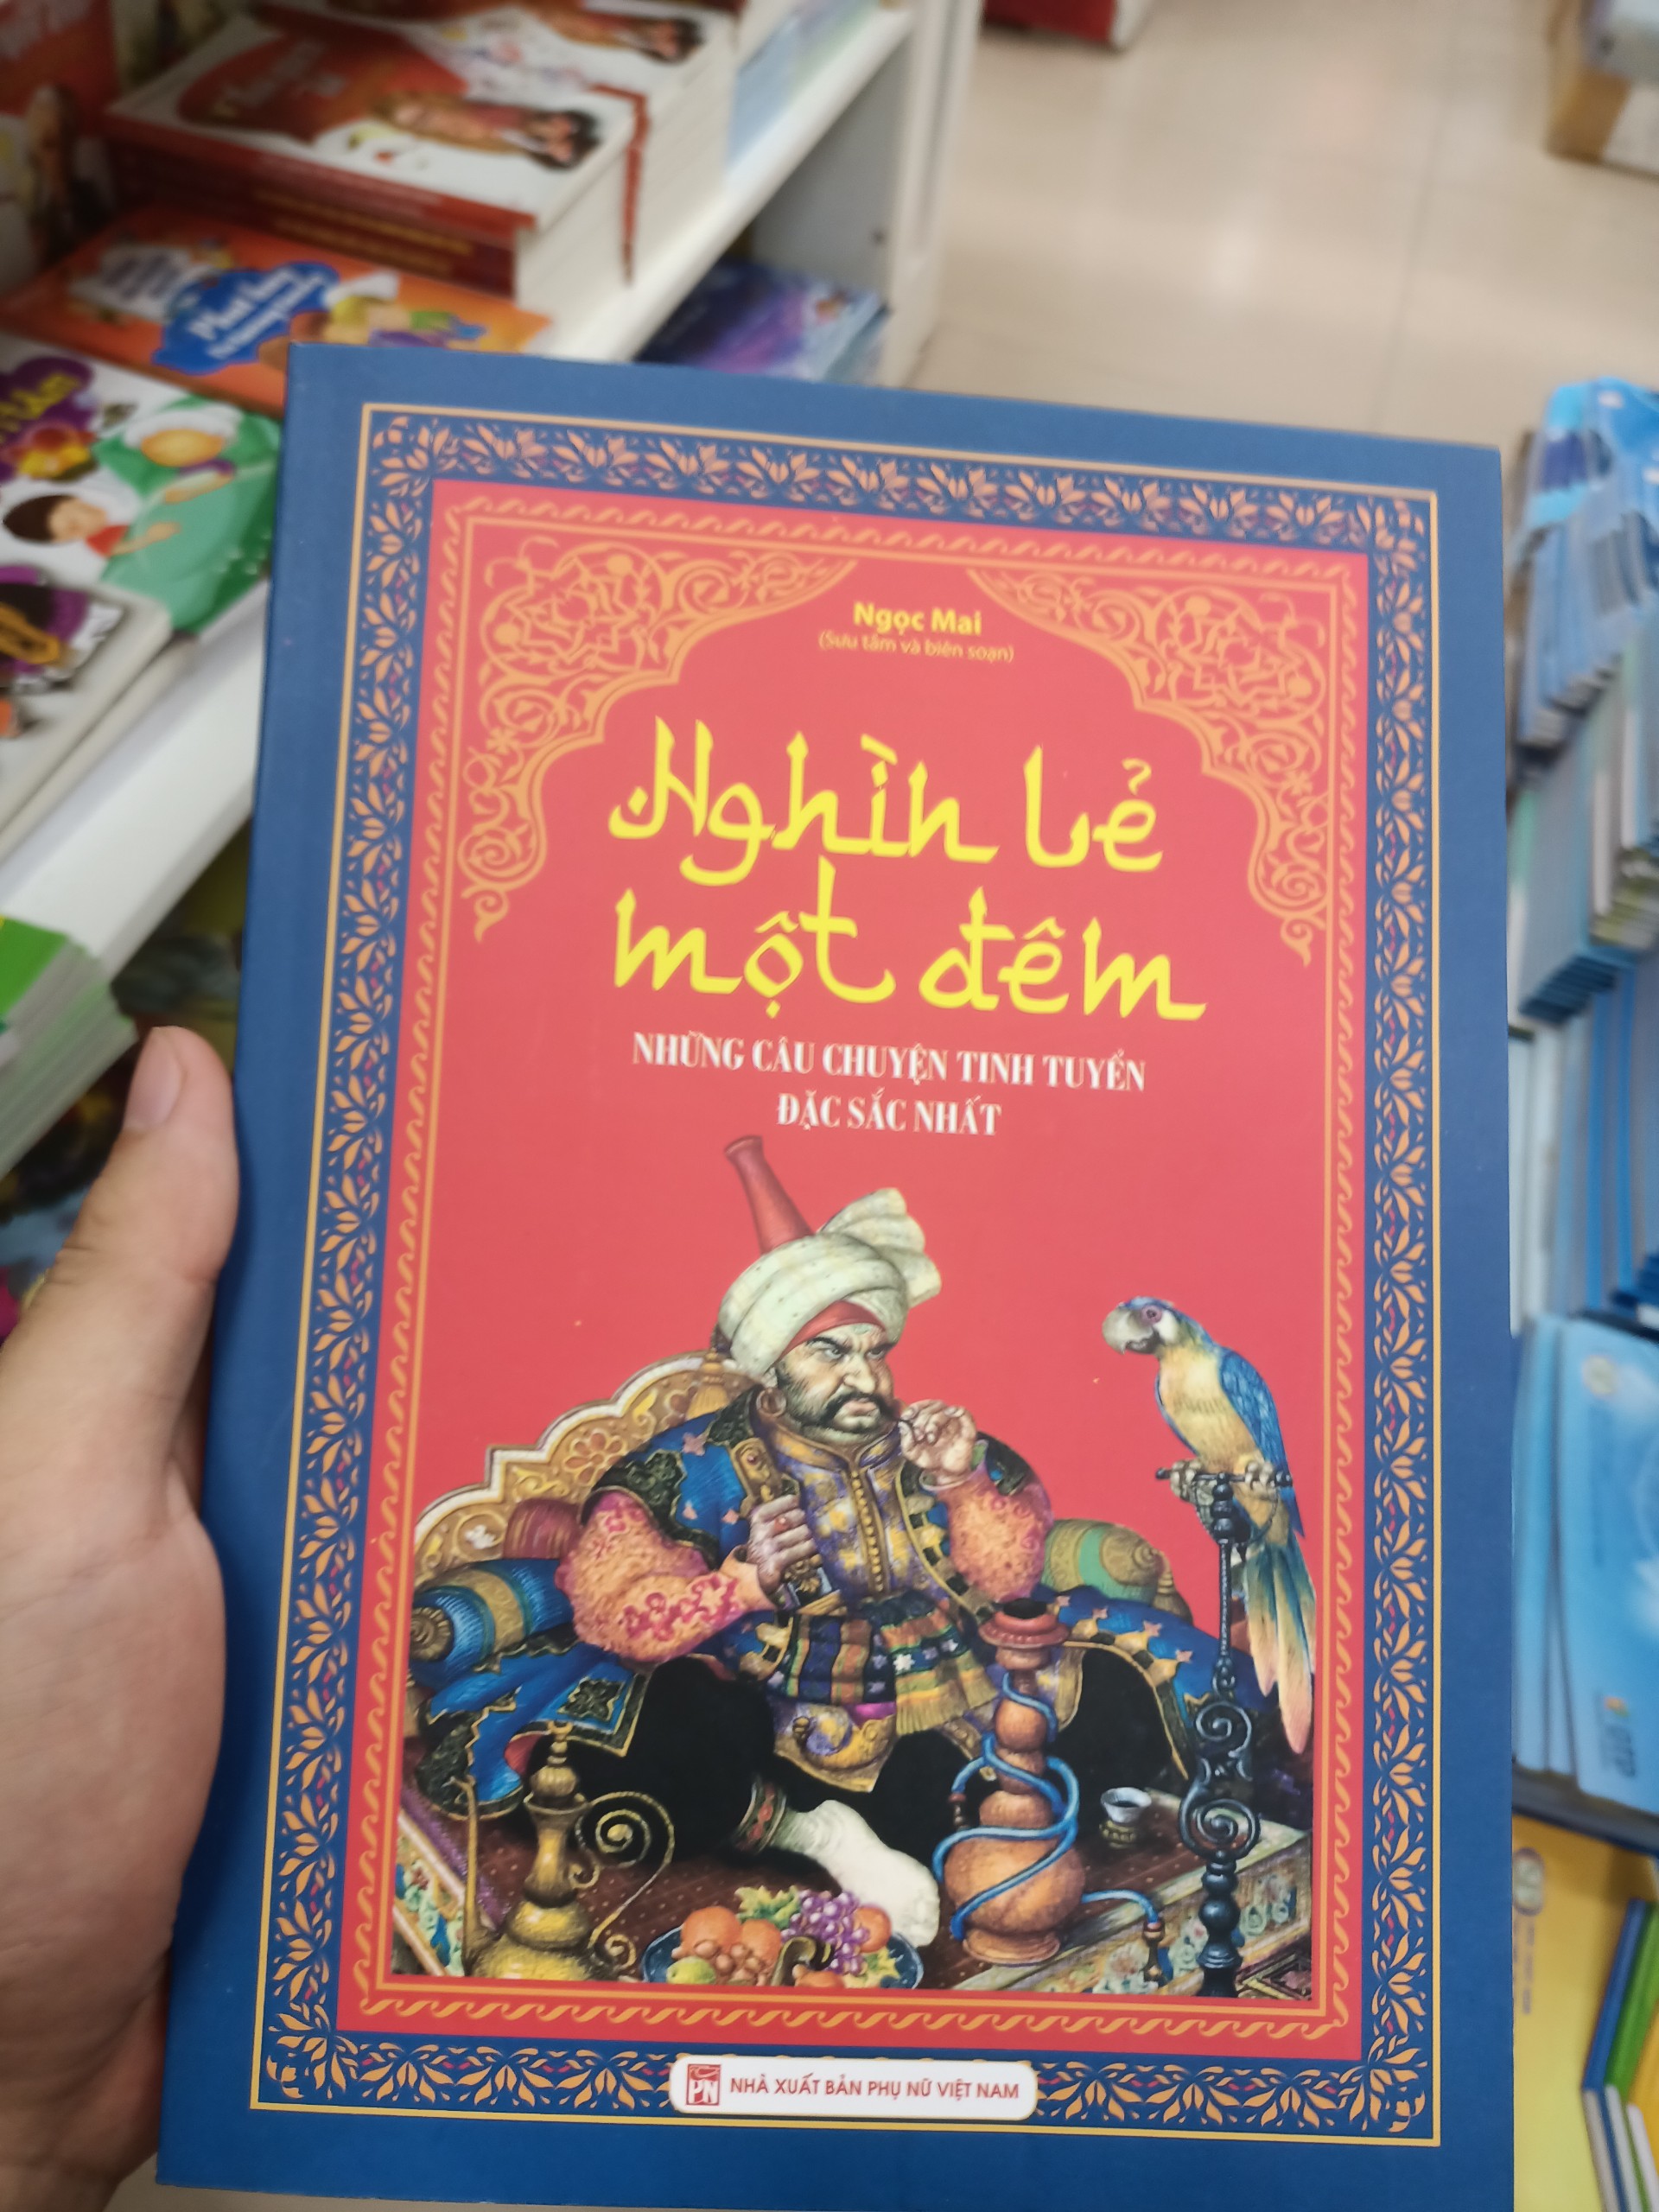 Ngọc Mai
(Sưu tầm và biên soạn)
Nghìn lẻ
một đêm
NHỮNG CÂU CHUYỆN TINH TUYỂN
ĐẶC SẮC NHẤT
PN
NHÀ XUẤT BẢN PHỤ NỮ VIỆT NAM